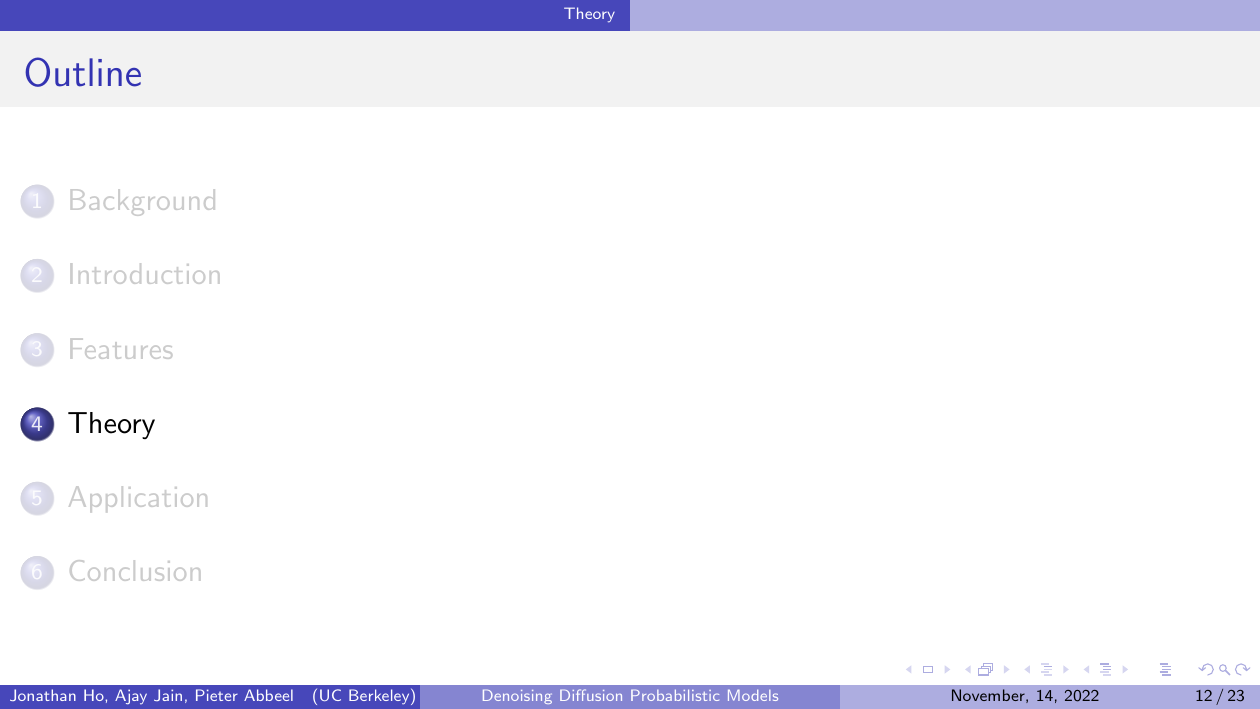 Theory
Outline
1 Background
2 Introduction
3 Features
4 Theory
5 Application
6 Conclusion
Jonathan Ho, Ajay Jain, Pieter Abbeel (UC Berkeley) Denoising Diffusion Probabilistic Models November, 14, 2022 12 / 23